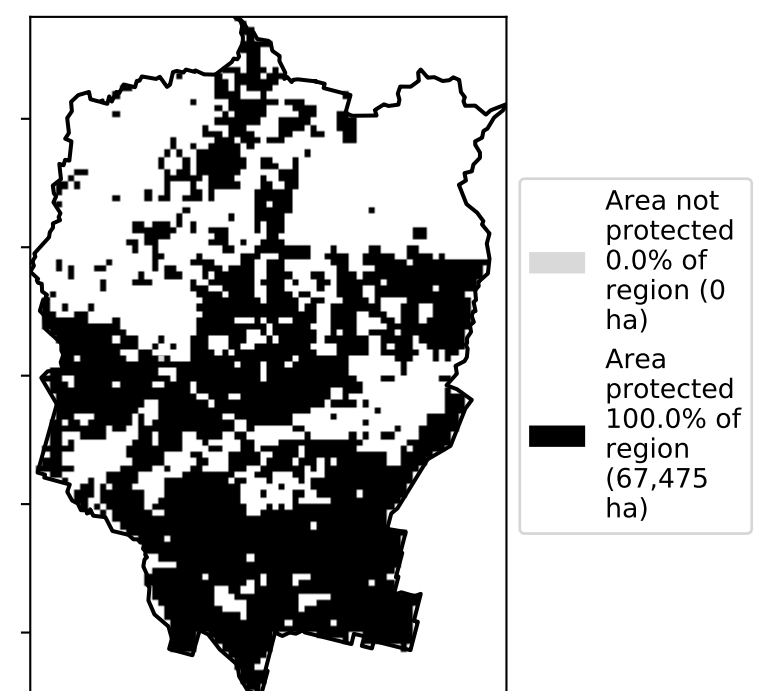 Area not
protected
0.0% of
region (0
ha)
Area
protected
100.0% of
region
(67,475
ha)